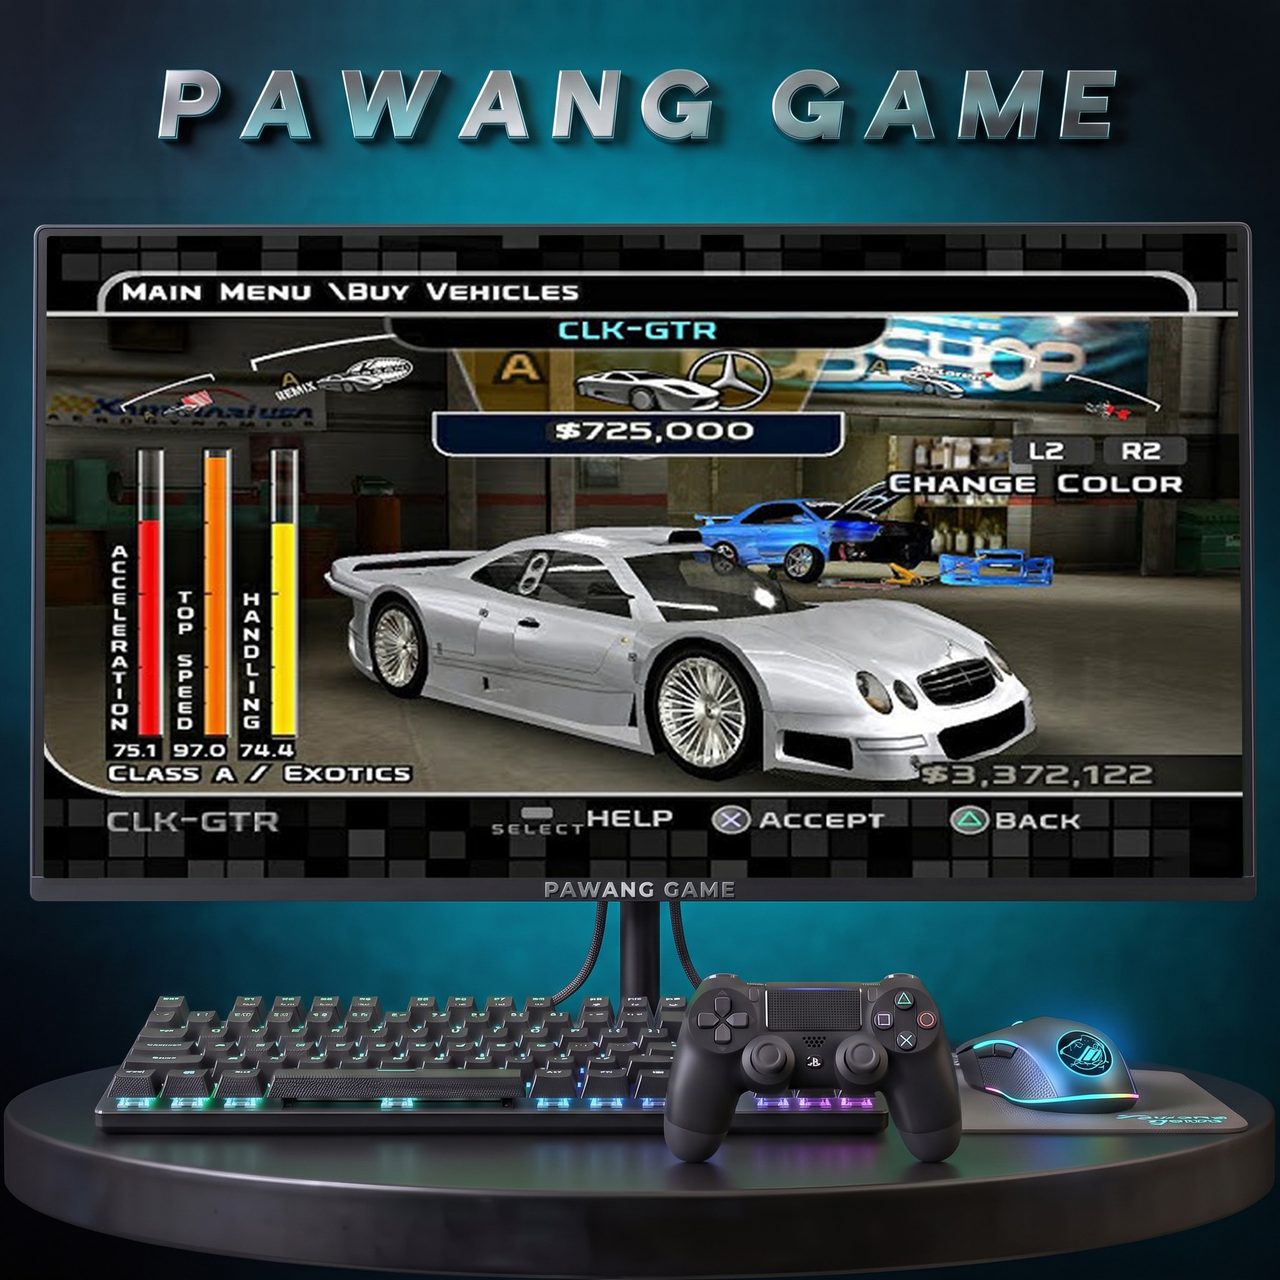 PAWANG GAME
MAIN MENU \BUY VEHICLES
CLK-GTR
A
A
REMIX
A
$725,000
L2 R2
CHANGE COLOR
ACCELERATION
TOP SPEED
HANDLING
75.1 97.0 74.4
CLASS A / EXOTICS
$3,372,122
CLK-GTR
SELECT HELP
ACCEPT
BACK
PAWANG GAME